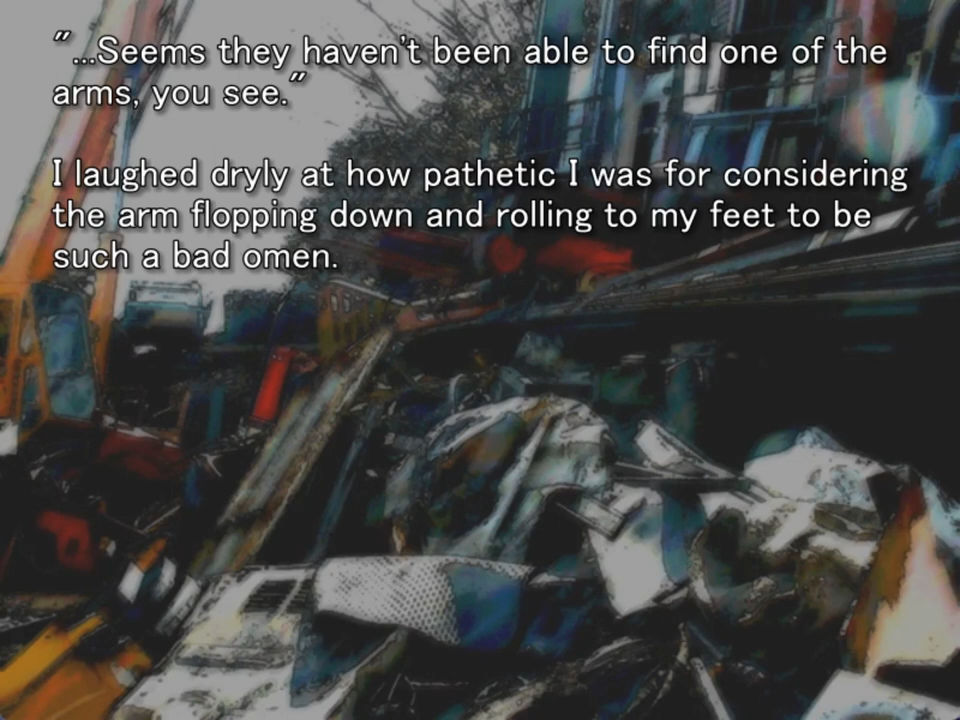 "...Seems they haven't been able to find one of the
arms, you see."
I laughed dryly at how pathetic I was for considering
the arm flopping down and rolling to my feet to be
such a bad omen.